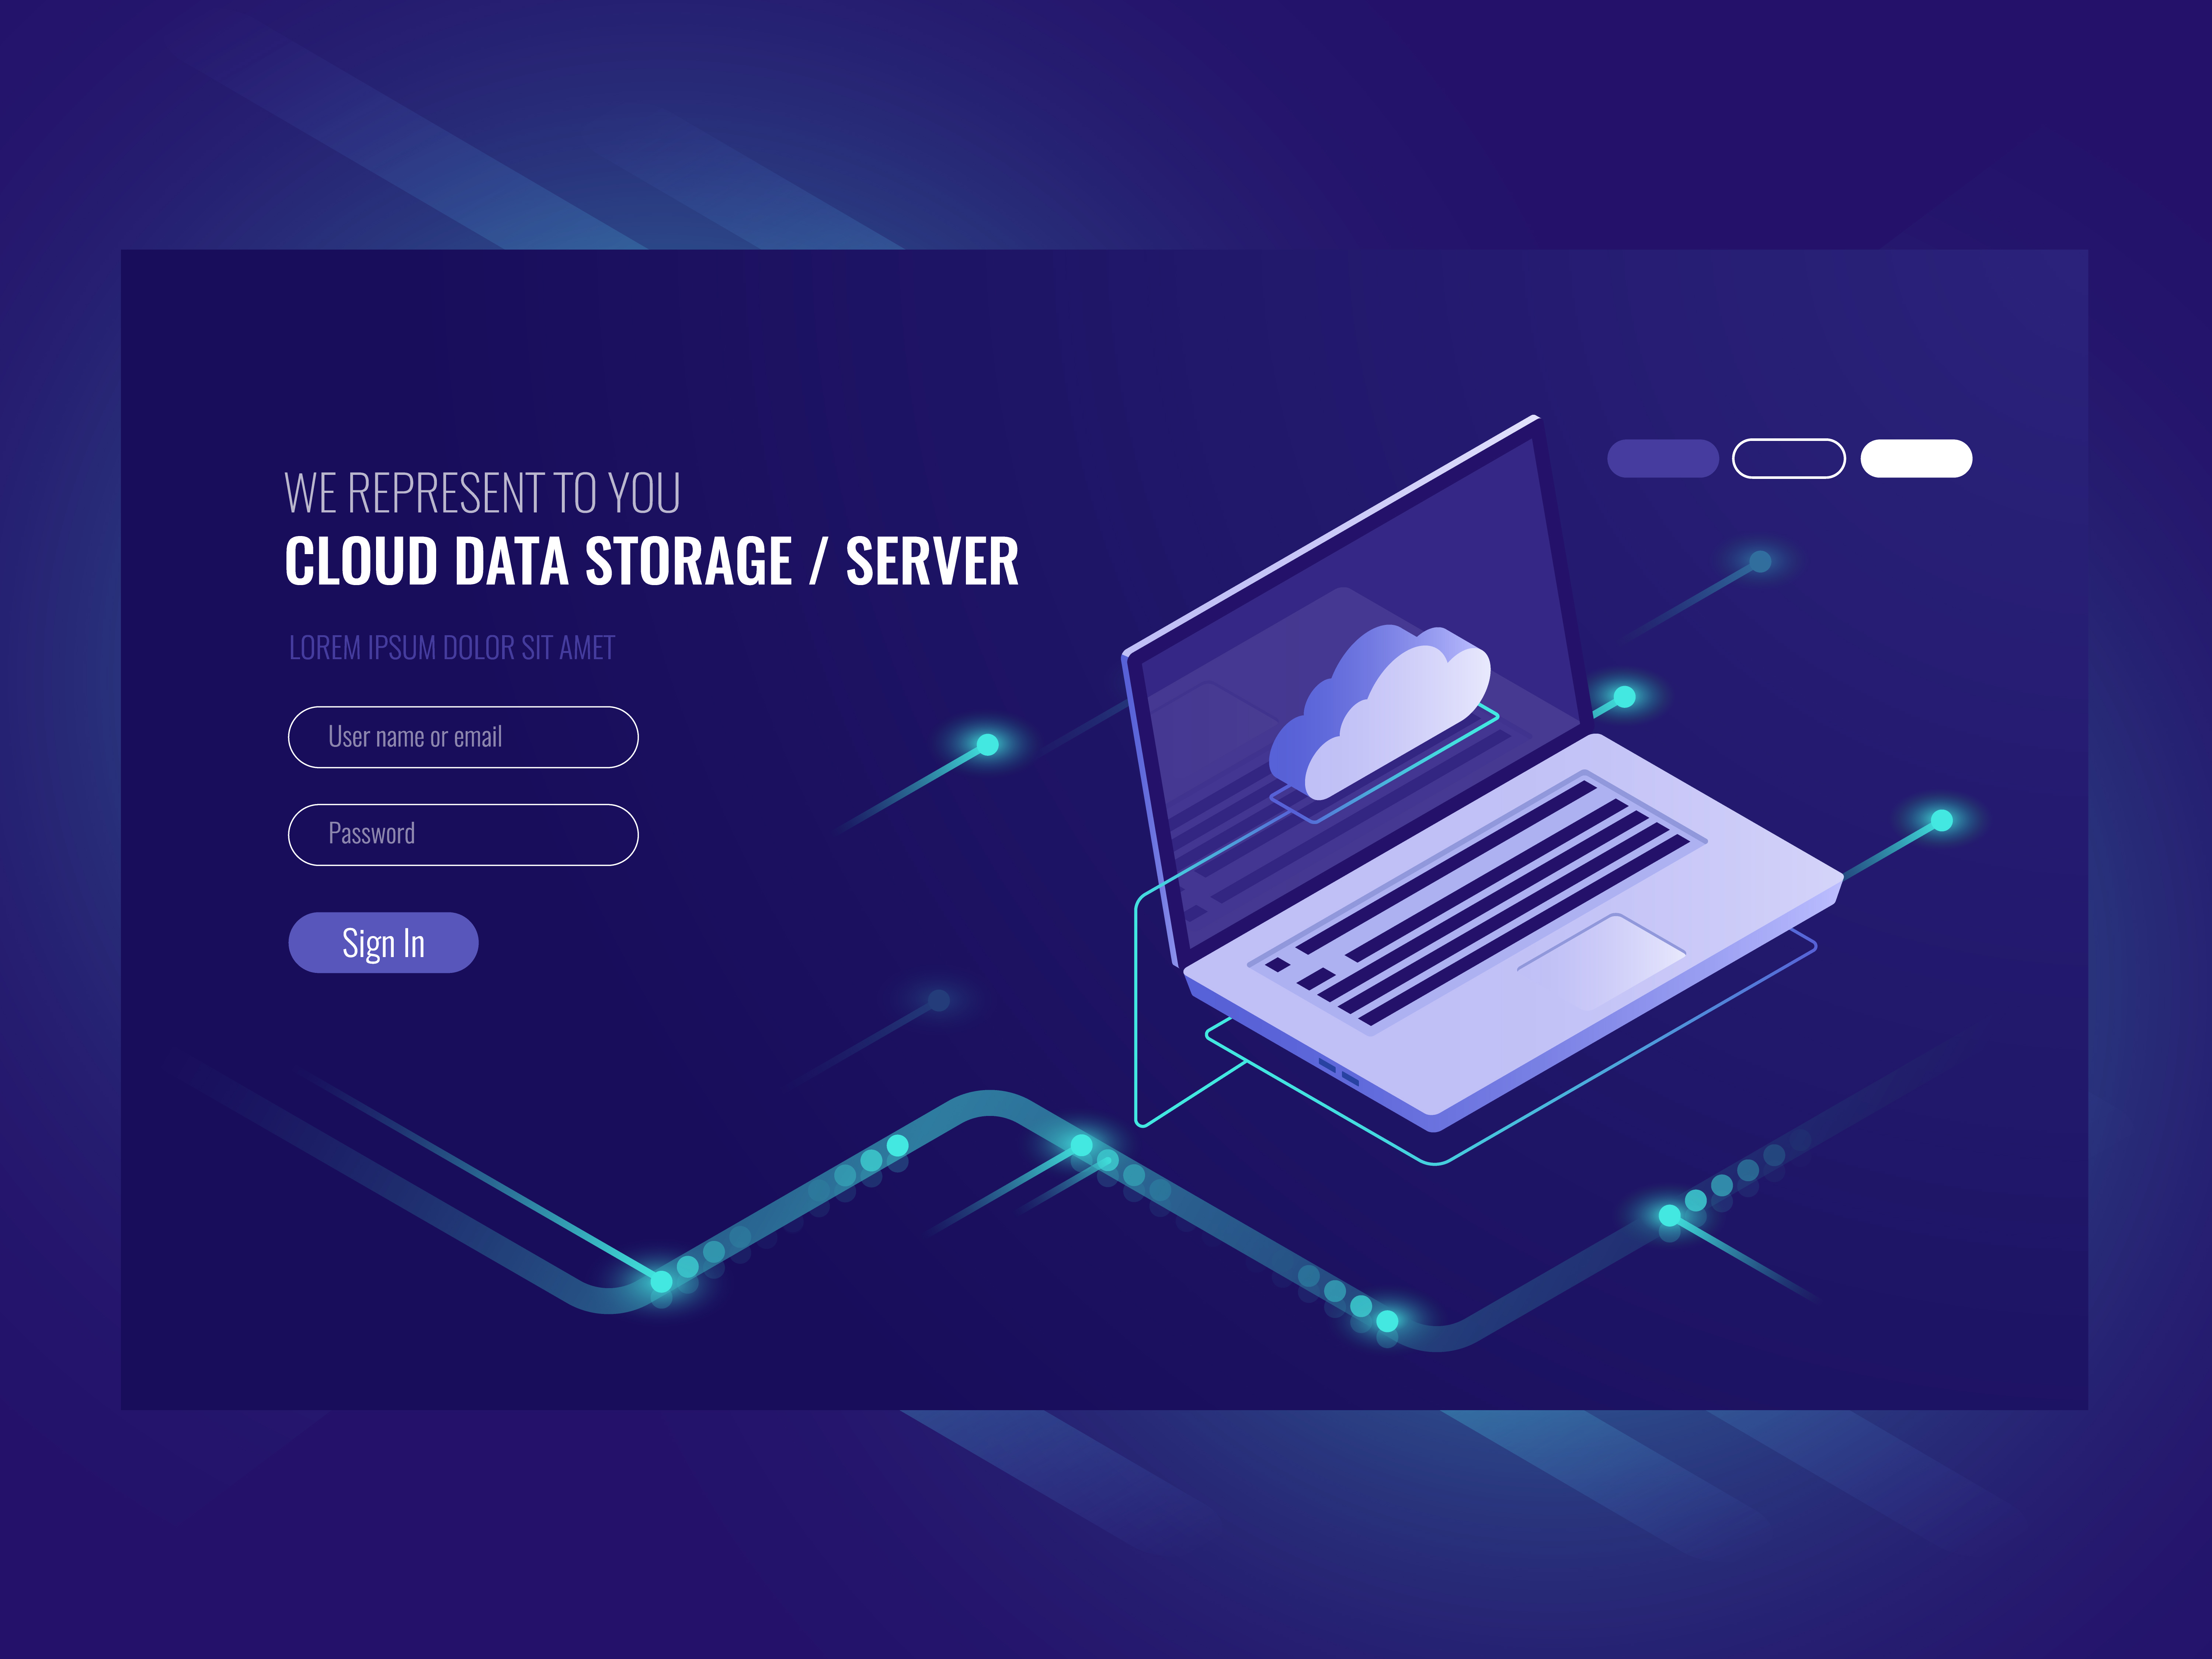 WE REPRESENT TO YOU
CLOUD DATA STORAGE / SERVER
LOREM IPSUM DOLOR SIT AMET
User name or email
Password
Sign In